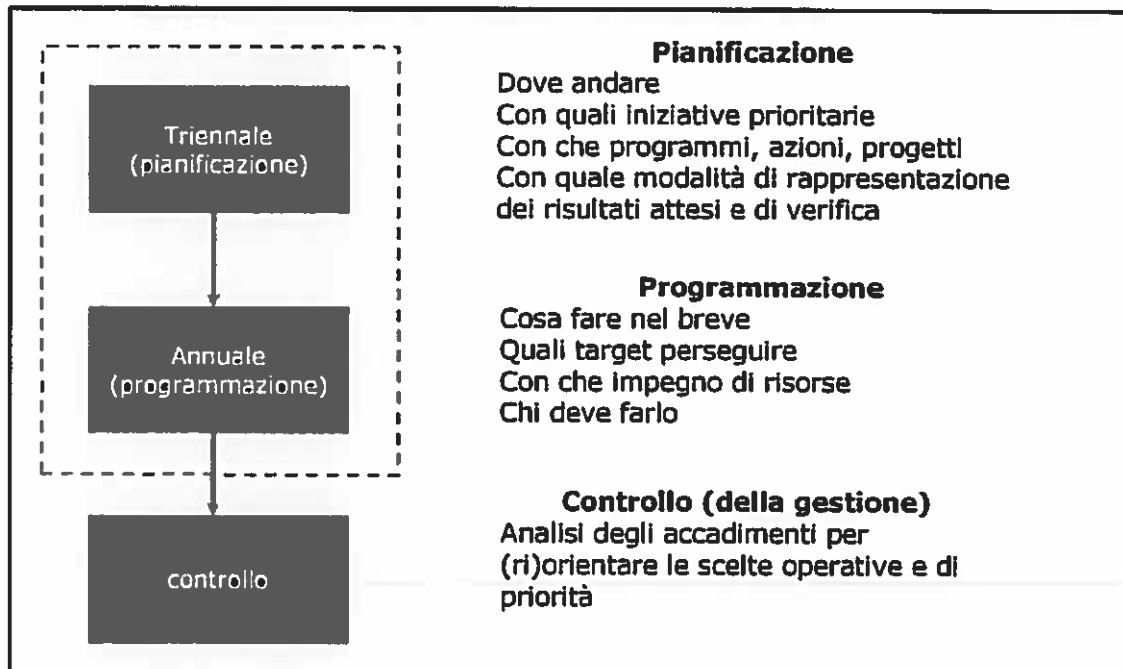 Triennale
(pianificazione)
Pianificazione
Dove andare
Con quali iniziative prioritarie
Con che programmi, azioni, progetti
Con quale modalità di rappresentazione
dei risultati attesi e di verifica
Annuale
(programmazione)
Programmazione
Cosa fare nel breve
Quali target perseguire
Con che impegno di risorse
Chi deve farlo
controllo
Controllo (della gestione)
Analisi degli accadimenti per
(ri)orientare le scelte operative e di
priorità